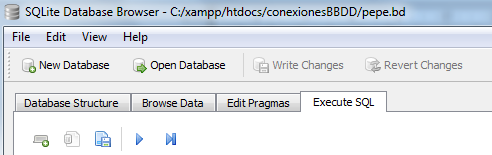 SQLite Database Browser - C:/xampp/htdocs/conexionesBBDD/pepe.bd
File Edit View Help
New Database Open Database Write Changes Revert Changes
Database Structure Browse Data Edit Pragmas Execute SQL